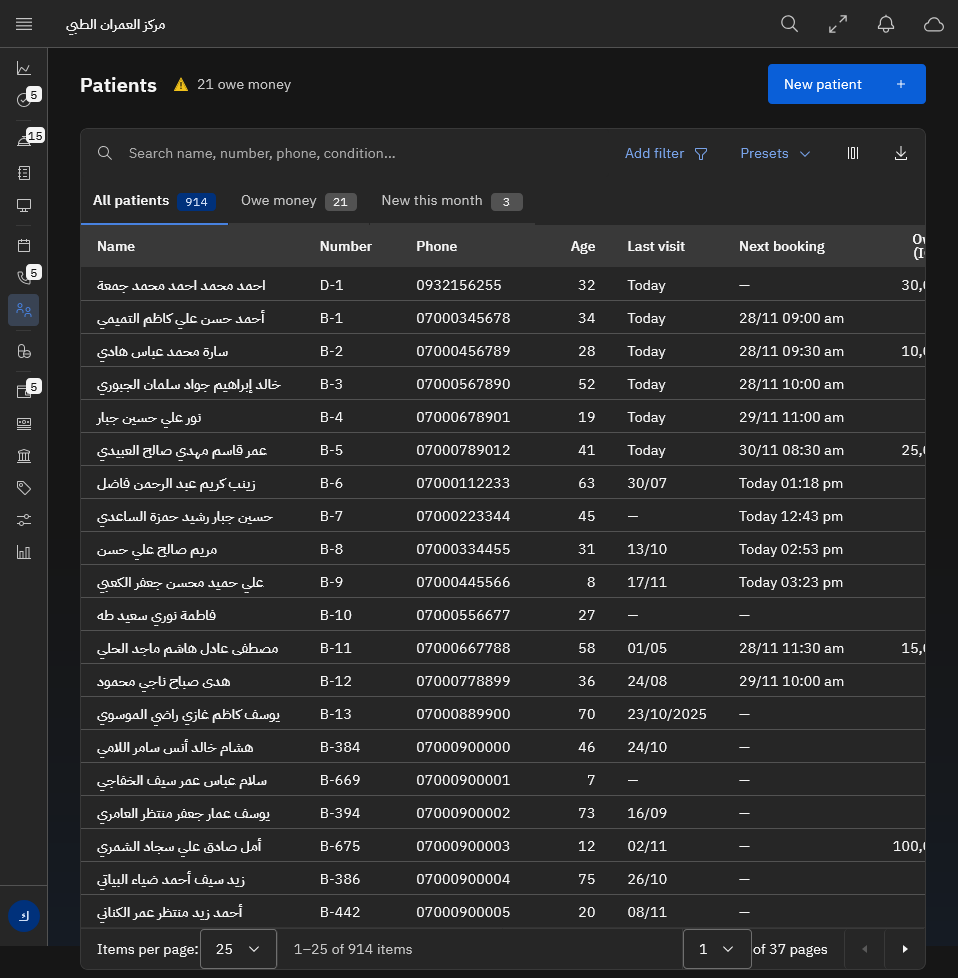 مركز العمران الطبي
5
15
5
5
ك
Patients 21 owe money
New patient +
Search name, number, phone, condition...
Add filter Presets
All patients 914 Owe money 21 New this month 3
Name Number Phone Age Last visit Next booking
احمد محمد احمد محمد جمعة D-1 0932156255 32 Today — 30,0
أحمد حسن علي كاظم التميمي B-1 07000345678 34 Today 28/11 09:00 am
سارة محمد عباس هادي B-2 07000456789 28 Today 28/11 09:30 am 10,0
خالد إبراهيم جواد سلمان الجبوري B-3 07000567890 52 Today 28/11 10:00 am
نور علي حسين جبار B-4 07000678901 19 Today 29/11 11:00 am
عمر قاسم مهدي صالح العبيدي B-5 07000789012 41 Today 30/11 08:30 am 25,0
زينب كريم عبد الرحمن فاضل B-6 07000112233 63 30/07 Today 01:18 pm
حسين جبار رشيد حمزة الساعدي B-7 07000223344 45 — Today 12:43 pm
مريم صالح علي حسن B-8 07000334455 31 13/10 Today 02:53 pm
علي حميد محسن جعفر الكعبي B-9 07000445566 8 17/11 Today 03:23 pm
فاطمة نوري سعيد طه B-10 07000556677 27 — —
مصطفى عادل هاشم ماجد الحلي B-11 07000667788 58 01/05 28/11 11:30 am 15,0
هدى صباح ناجي محمود B-12 07000778899 36 24/08 29/11 10:00 am
يوسف كاظم غازي راضي الموسوي B-13 07000889900 70 23/10/2025 —
هشام خالد أنس سامر اللامي B-384 07000900000 46 24/10 —
سلام عباس عمر سيف الخفاجي B-669 07000900001 7 — —
يوسف عمار جعفر منتظر العامري B-394 07000900002 73 16/09 —
أمل صادق علي سجاد الشمري B-675 07000900003 12 02/11 — 100,0
زيد سيف أحمد ضياء البياتي B-386 07000900004 75 26/10 —
أحمد زيد منتظر عمر الكناني B-442 07000900005 20 08/11 —
Items per page: 25 1–25 of 914 items 1 of 37 pages